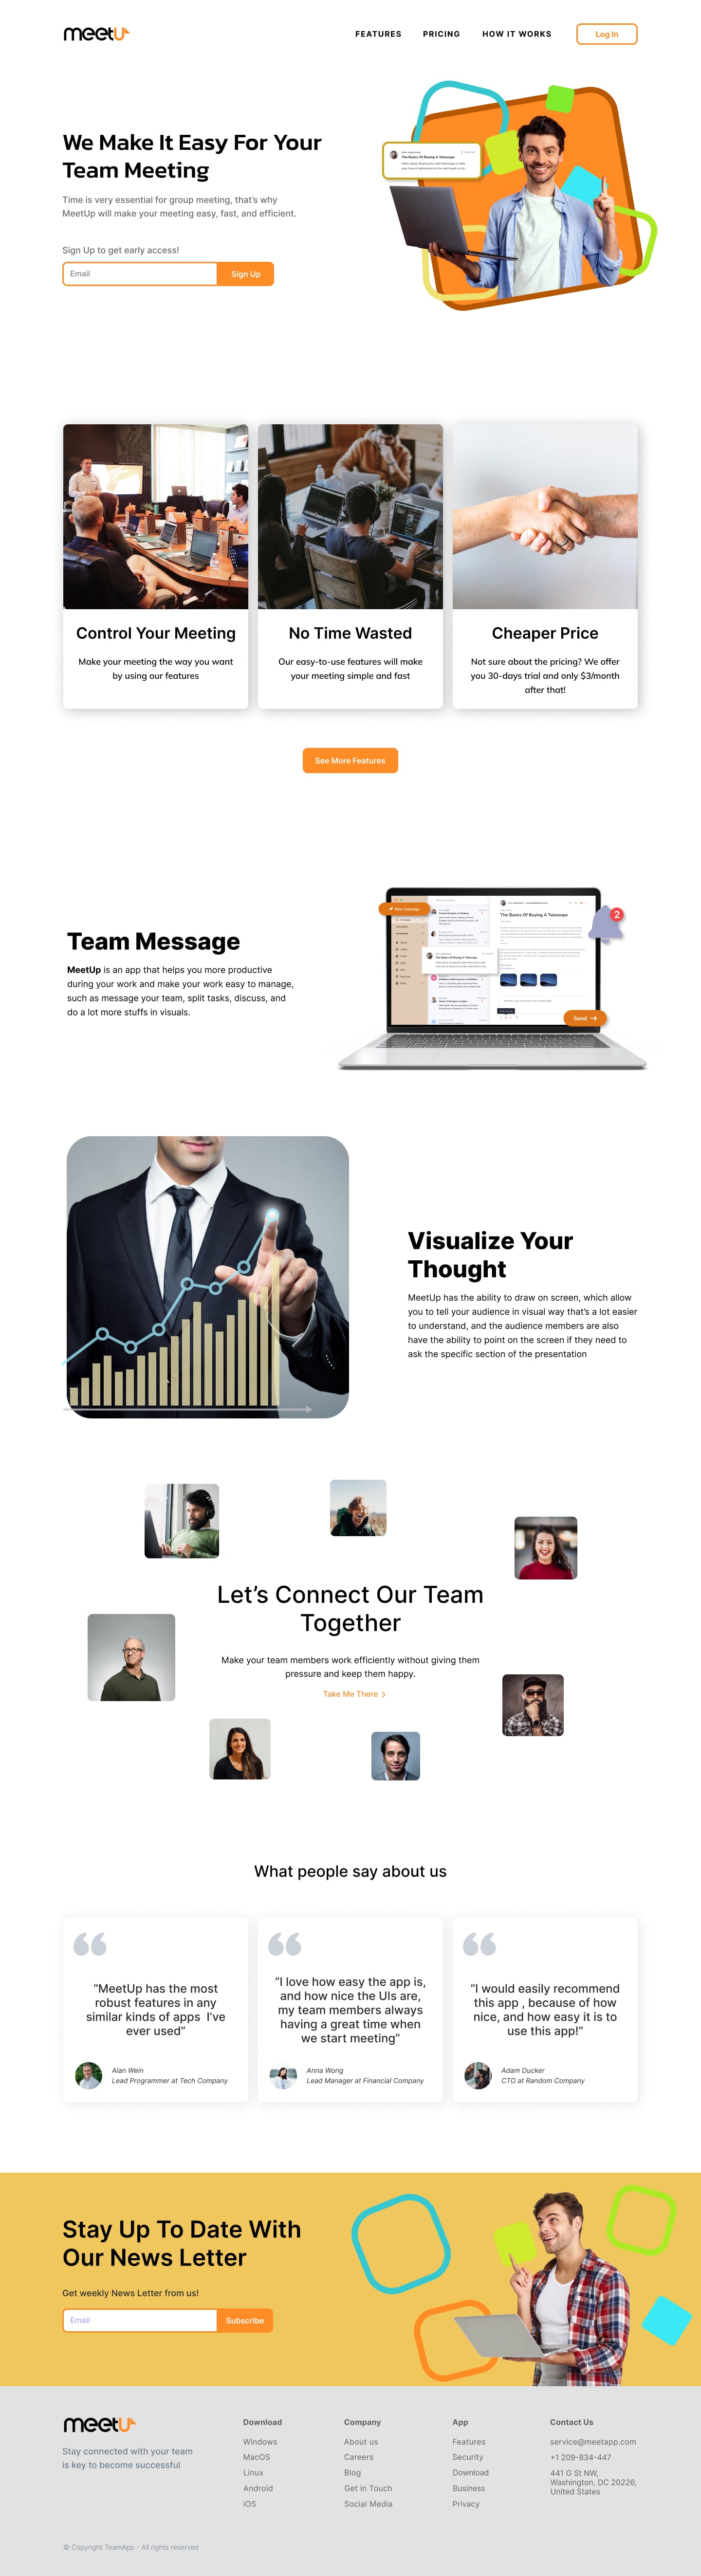 meetU
FEATURES
PRICING
HOW IT WORKS
Log In
We Make It Easy For Your
Team Meeting
Time is very essential for group meeting, that's why
MeetUp will make your meeting easy, fast, and efficient.
Sign Up to get early access!
Email
Sign Up
The Basics Of Buying A Telescope
Control Your Meeting
Make your meeting the way you want
by using our features
No Time Wasted
Our easy-to-use features will make
your meeting simple and fast
Cheaper Price
Not sure about the pricing? We offer
you 30-days trial and only $3/month
after that!
See More Features
Team Message
MeetUp is an app that helps you more productive
during your work and make your work easy to manage,
such as message your team, split tasks, discuss, and
do a lot more stuffs in visuals.
New message
The Basics Of Buying A Telescope
2
The Basics Of Buying A Telescope
Send
Visualize Your
Thought
MeetUp has the ability to draw on screen, which allow
you to tell your audience in visual way that's a lot easier
to understand, and the audience members are also
have the ability to point on the screen if they need to
ask the specific section of the presentation
Let's Connect Our Team
Together
Make your team members work efficiently without giving them
pressure and keep them happy.
Take Me There >
What people say about us
“MeetUp has the most
robust features in any
similar kinds of apps I've
ever used”
Alan Wein
Lead Programmer at Tech Company
“I love how easy the app is,
and how nice the UIs are,
my team members always
having a great time when
we start meeting”
Anna Wong
Lead Manager at Financial Company
“I would easily recommend
this app , because of how
nice, and how easy it is to
use this app!”
Adam Ducker
CTO at Random Company
Stay Up To Date With
Our News Letter
Get weekly News Letter from us!
Email
Subscribe
meetU
Stay connected with your team
is key to become successful
Download
Windows
MacOS
Linux
Android
iOS
Company
About us
Careers
Blog
Get in Touch
Social Media
App
Features
Security
Download
Business
Privacy
Contact Us
service@meetapp.com
+1 209-834-447
441 G St NW,
Washington, DC 20226,
United States
© Copyright TeamApp - All rights reserved